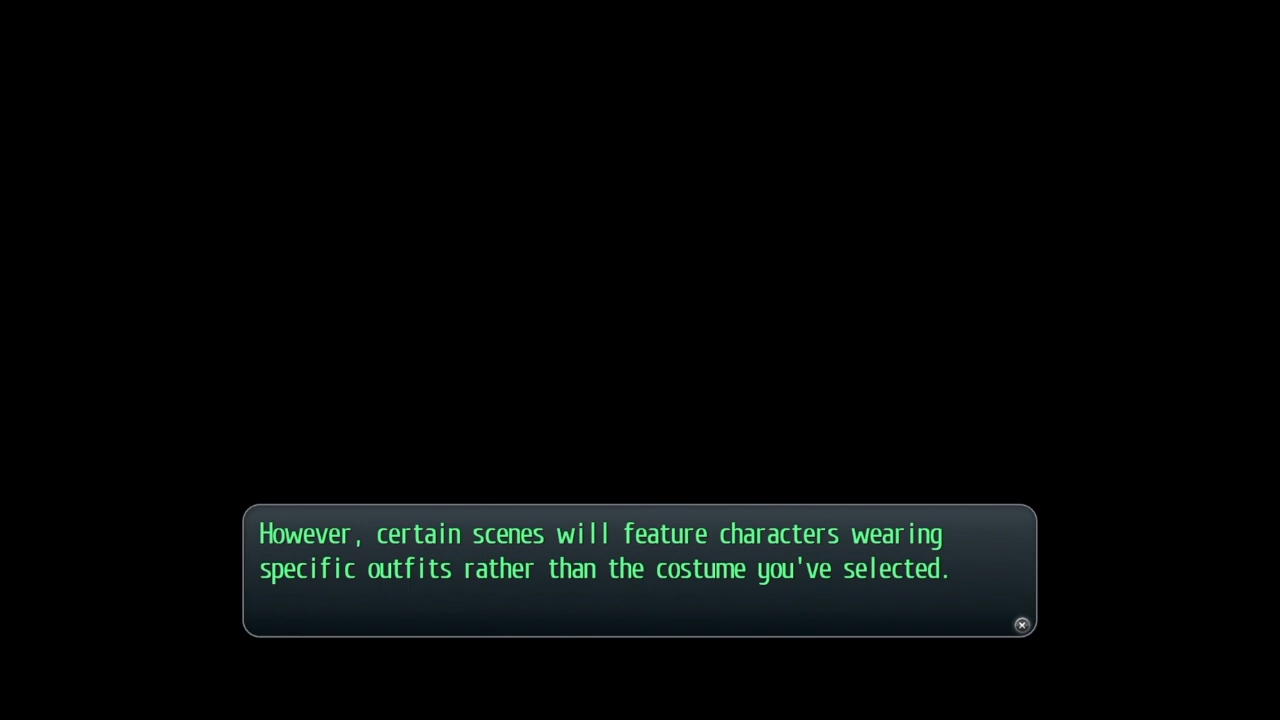 However, certain scenes will feature characters wearing
specific outfits rather than the costume you've selected.